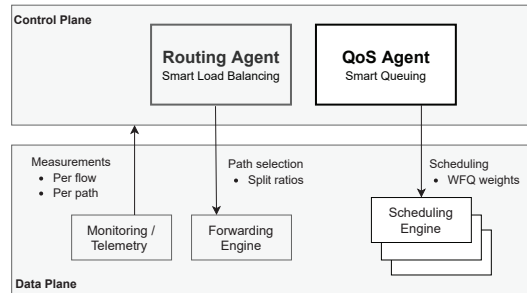 Control Plane
Routing Agent
Smart Load Balancing
QoS Agent
Smart Queuing
Measurements
• Per flow
• Per path
Path selection
• Split ratios
Scheduling
• WFQ weights
Monitoring /
Telemetry
Forwarding
Engine
Scheduling
Engine
Data Plane